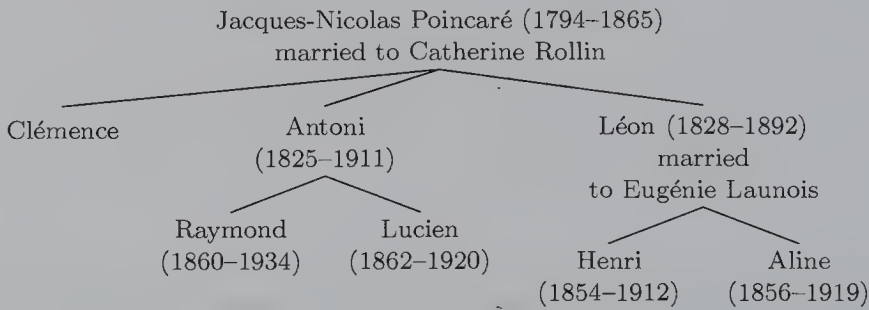 Jacques-Nicolas Poincaré (1794–1865)
married to Catherine Rollin
Clémence
Antoni
(1825–1911)
Léon (1828–1892)
married
to Eugénie Launois
Raymond
(1860–1934)
Lucien
(1862–1920)
Henri
(1854–1912)
Aline
(1856–1919)